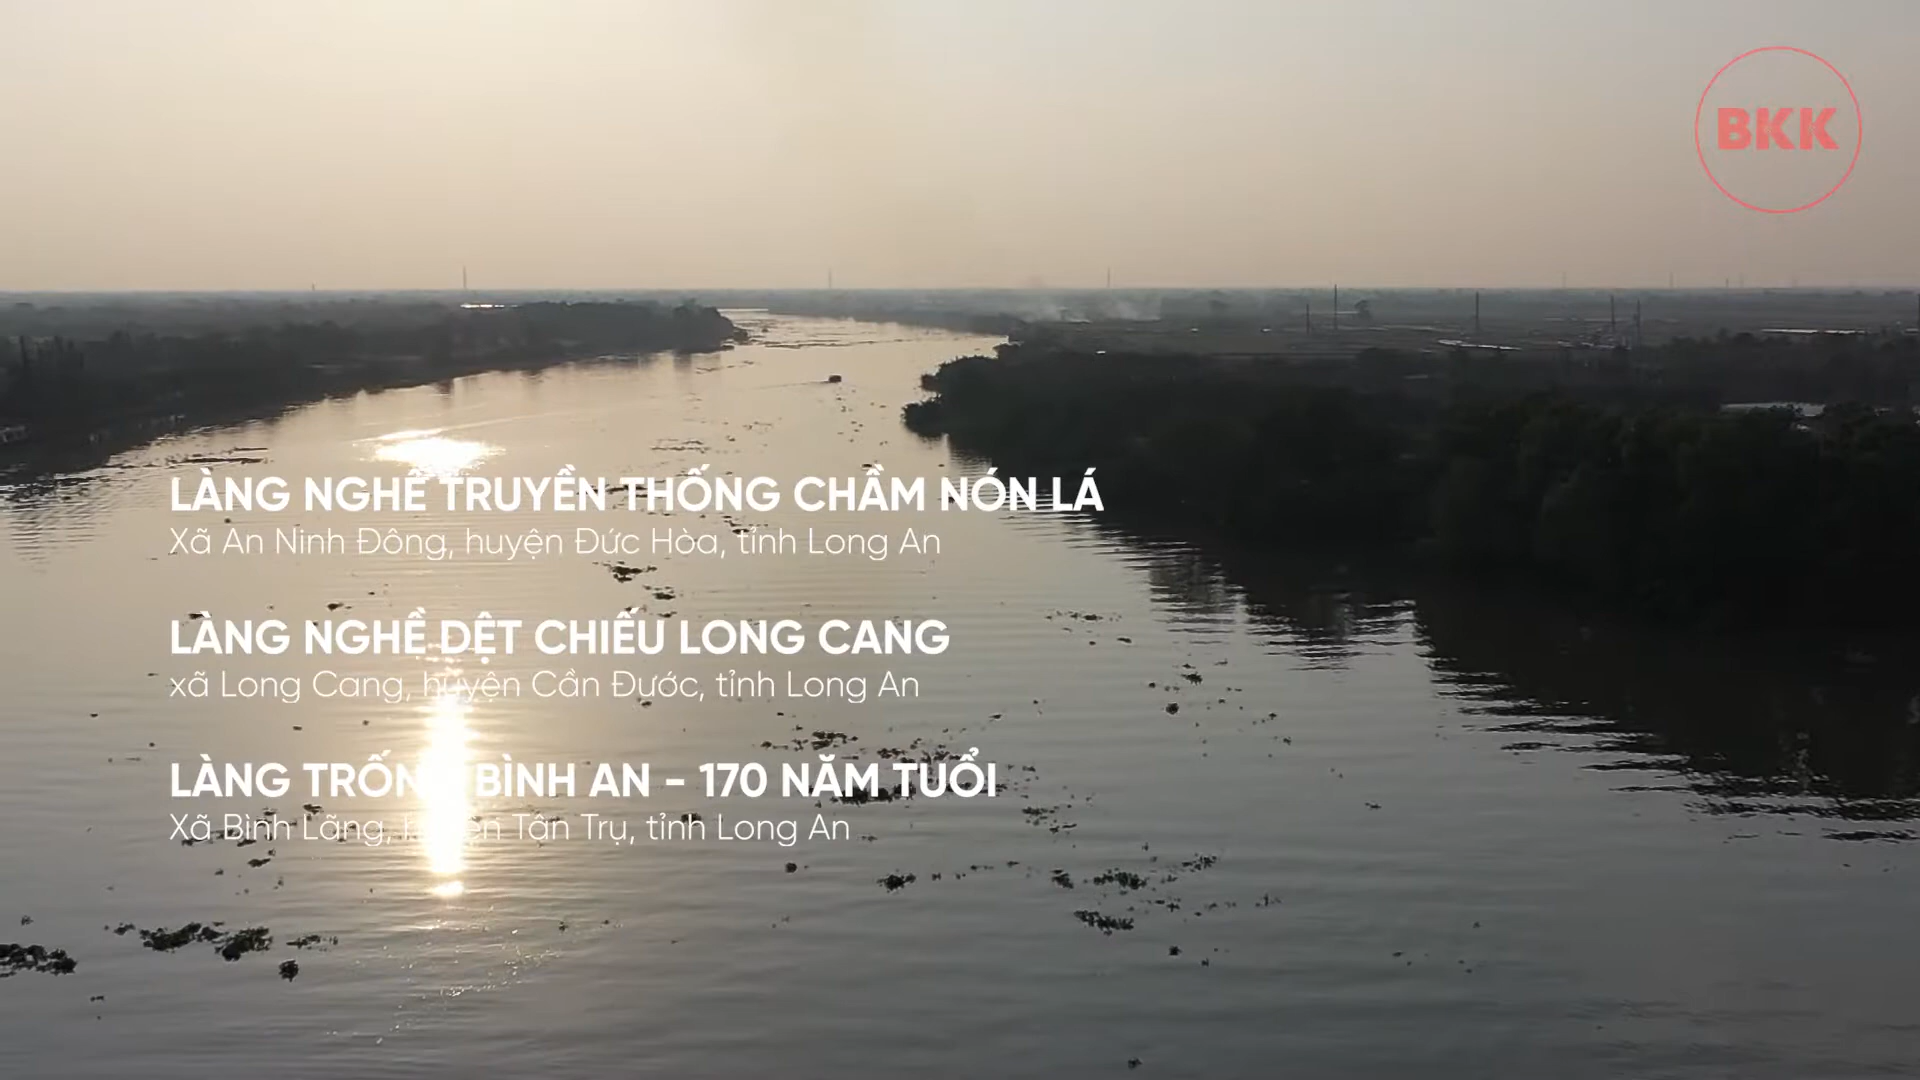 BKK
LÀNG NGHỀ TRUYỀN THỐNG CHẦM NÓN LÁ
Xã An Ninh Đông, huyện Đức Hòa, tỉnh Long An
LÀNG NGHỀ DỆT CHIẾU LONG CANG
xã Long Cang, huyện Cần Đước, tỉnh Long An
LÀNG TRỐNG BÌNH AN - 170 NĂM TUỔI
Xã Bình Lãng, huyện Tân Trụ, tỉnh Long An